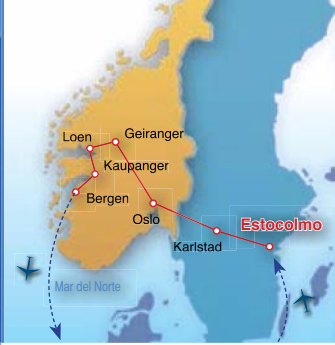 Loen
Geiranger
Kaupanger
Bergen
Oslo
Estocolmo
Karlstad
Mar del Norte